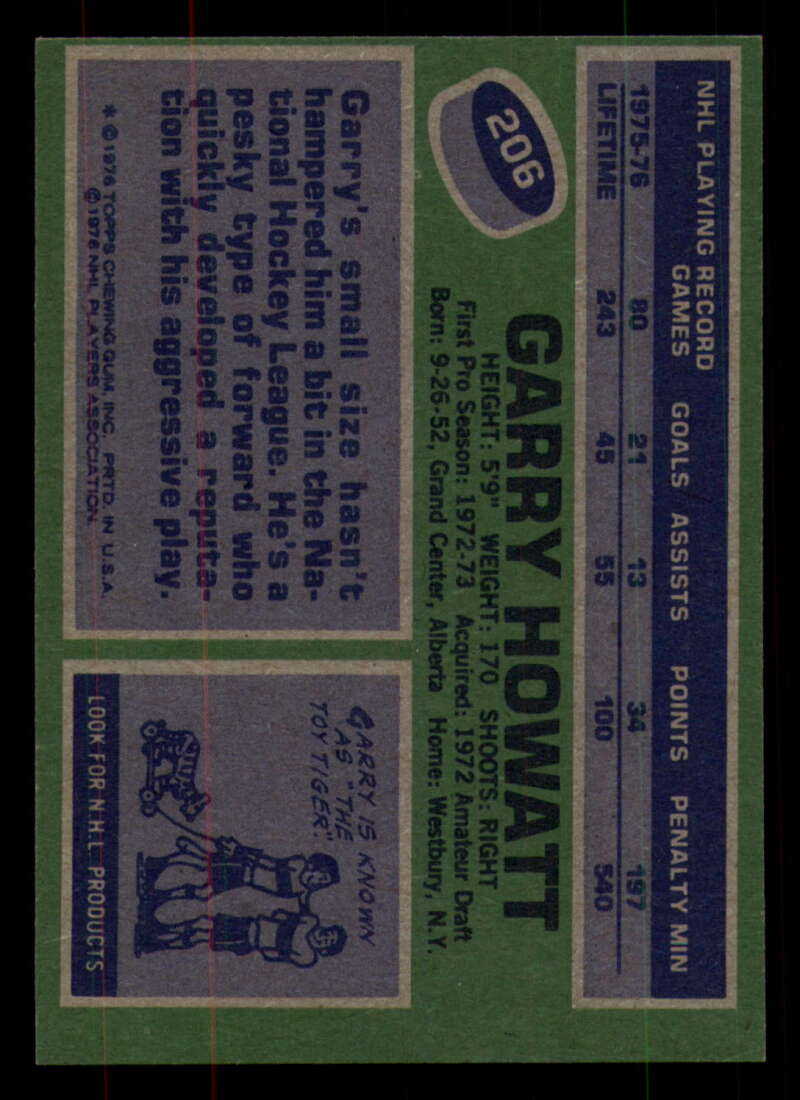 NHL PLAYING RECORD
GAMES GOALS ASSISTS POINTS PENALTY MIN
1975-76 80 21 13 34 197
LIFETIME 243 45 55 100 540
206
GARRY HOWATT
HEIGHT: 5'9" WEIGHT: 170 SHOOTS: RIGHT
First Pro Season: 1972-73 Acquired: 1972 Amateur Draft
Born: 9-26-52, Grand Center, Alberta Home: Westbury, N.Y.
Garry's small size hasn't
hampered him a bit in the Na-
tional Hockey League. He's a
pesky type of forward who
quickly developed a reputa-
tion with his aggressive play.
* © 1976 TOPPS CHEWING GUM, INC. PRTD. IN U.S.A.
© 1976 NHL PLAYERS ASSOCIATION
GARRY IS KNOWN
AS "THE
TOY TIGER."
LOOK FOR N.H.L. PRODUCTS